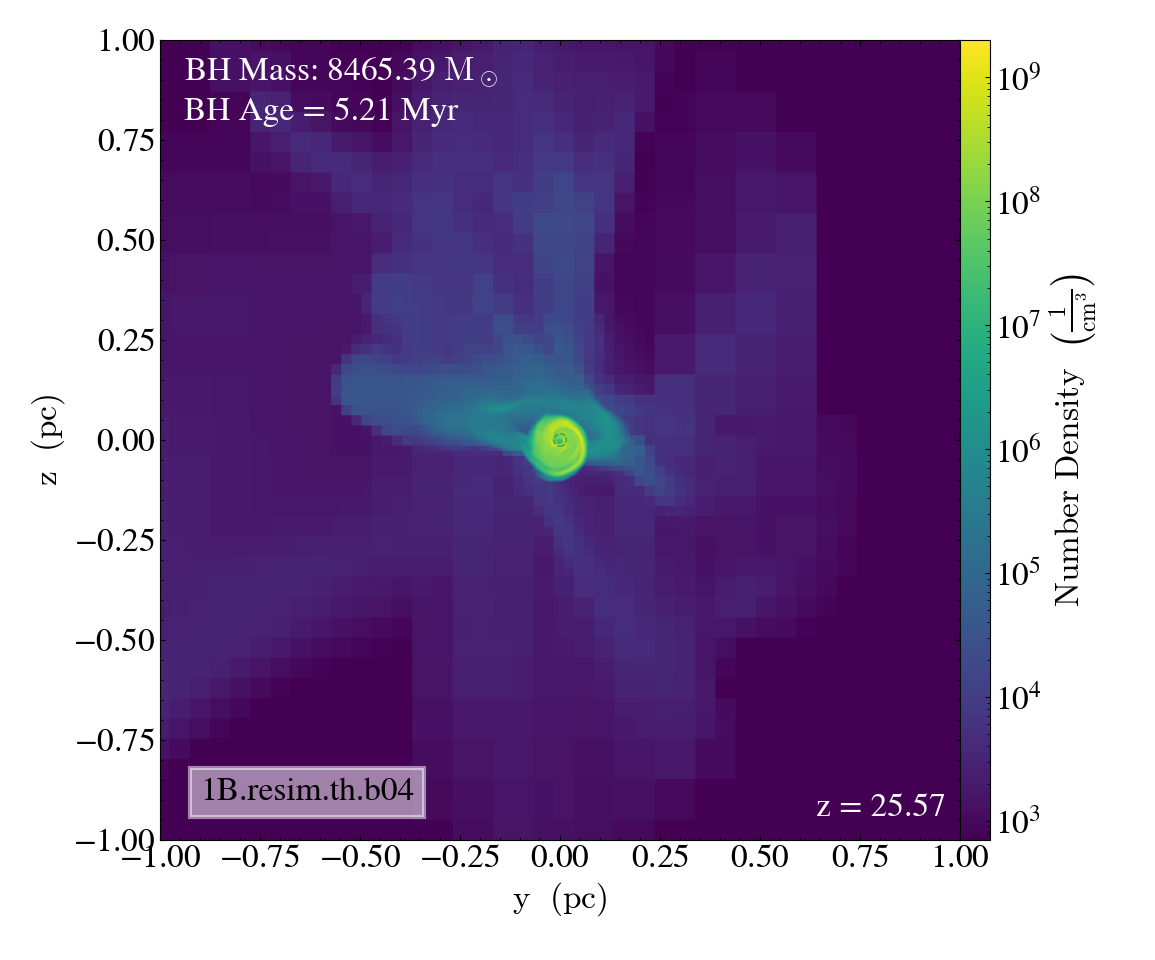 1.00
0.75
0.50
0.25
0.00
−0.25
−0.50
−0.75
−1.00
z (pc)
BH Mass: 8465.39 M⊙
BH Age = 5.21 Myr
1B.resim.th.b04
z = 25.57
−1.00 −0.75 −0.50 −0.25 0.00 0.25 0.50 0.75 1.00
y (pc)
10⁹
10⁸
10⁷
10⁶
10⁵
10⁴
10³
Number Density (1/cm³)